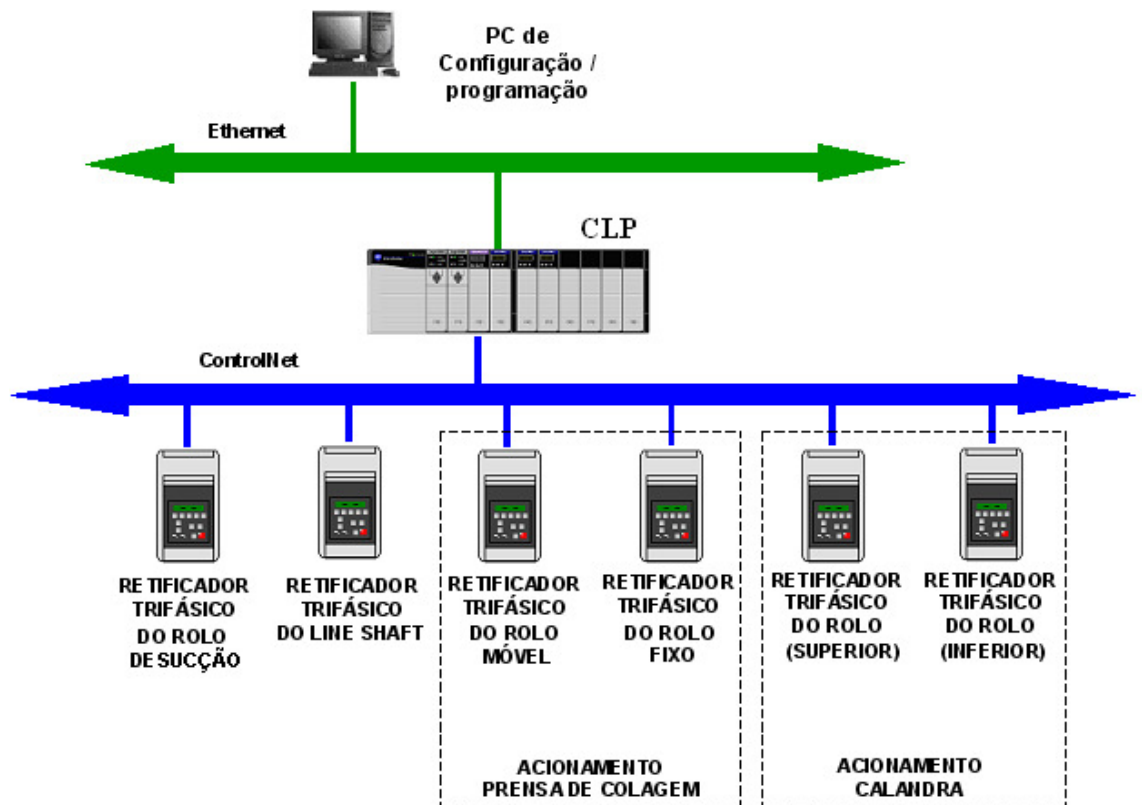 PC de
Configuração /
programação
Ethernet
CLP
ControlNet
RETIFICADOR
TRIFÁSICO
DO ROLO
DE SUCÇÃO
RETIFICADOR
TRIFÁSICO
DO LINE SHAFT
RETIFICADOR
TRIFÁSICO
DO ROLO
MÓVEL
RETIFICADOR
TRIFÁSICO
DO ROLO
FIXO
RETIFICADOR
TRIFÁSICO
DO ROLO
(SUPERIOR)
RETIFICADOR
TRIFÁSICO
DO ROLO
(INFERIOR)
ACIONAMENTO
PRENSA DE COLAGEM
ACIONAMENTO
CALANDRA